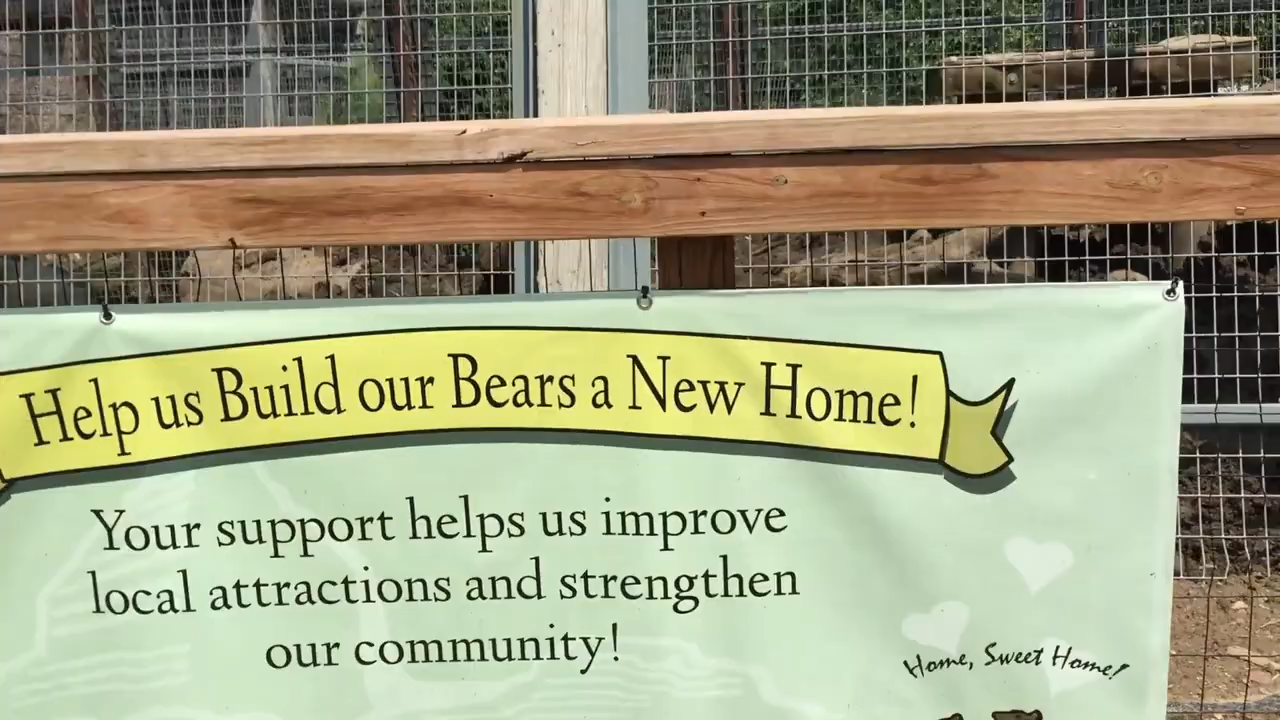 Help us Build our Bears a New Home!
Your support helps us improve
local attractions and strengthen
our community!
Home, Sweet Home!